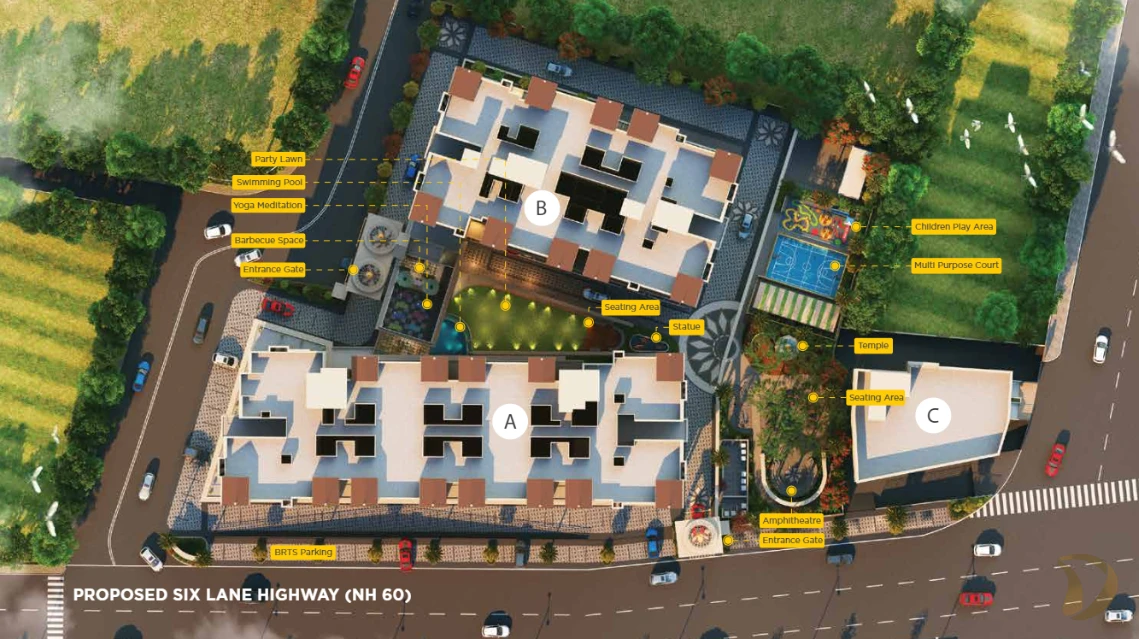 B
Party Lawn
Swimming Pool
Yoga Meditation
Barbecue Space
Entrance Gate
Children Play Area
Multi Purpose Court
Seating Area
Statue
Temple
Seating Area
A
C
Amphitheatre
Entrance Gate
BRTS Parking
PROPOSED SIX LANE HIGHWAY (NH 60)